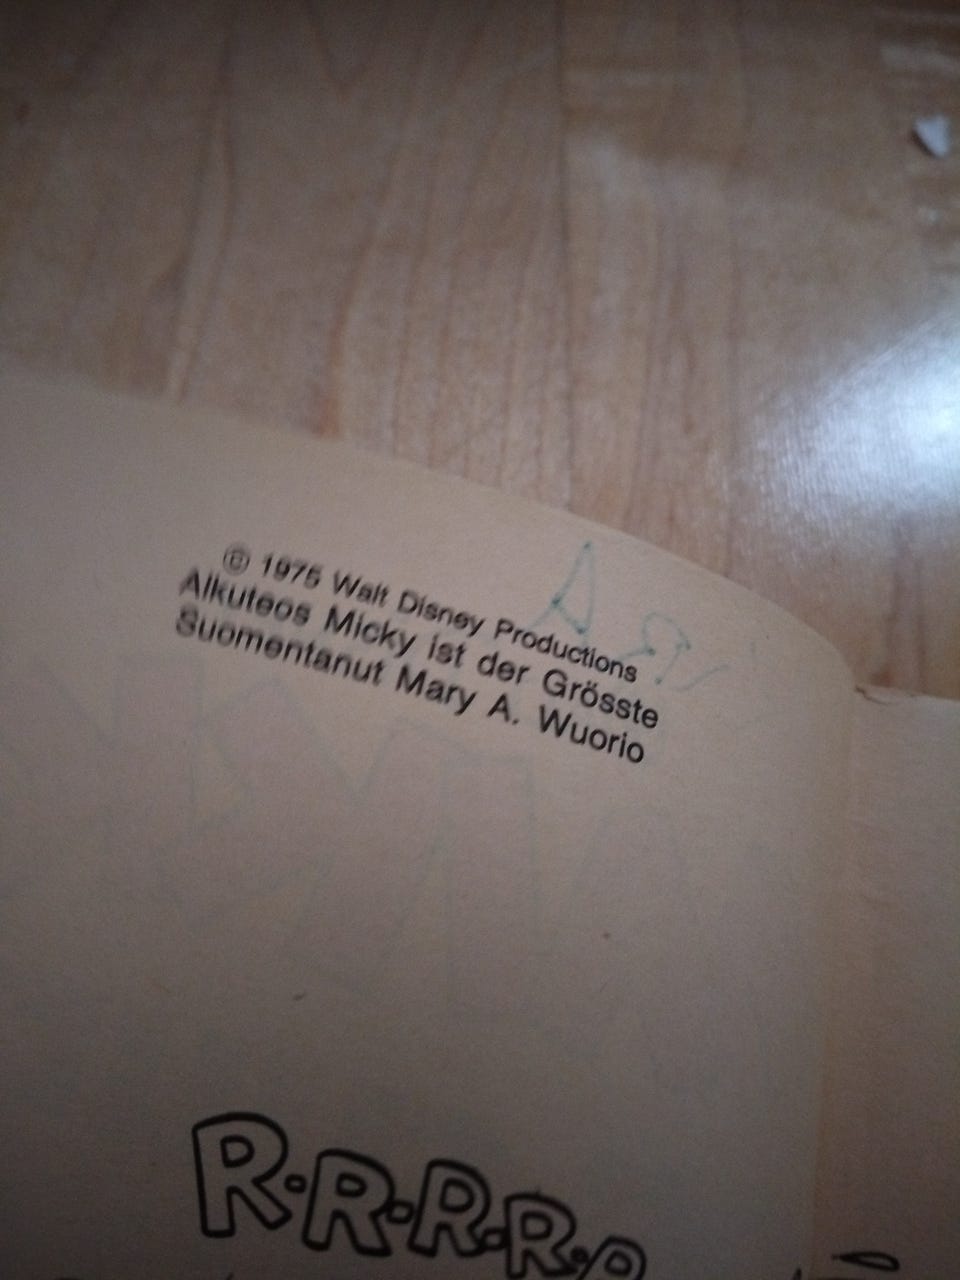 © 1975 Walt Disney Productions
Alkuteos Micky ist der Grösste
Suomentanut Mary A. Wuorio
R.R.R.R.R